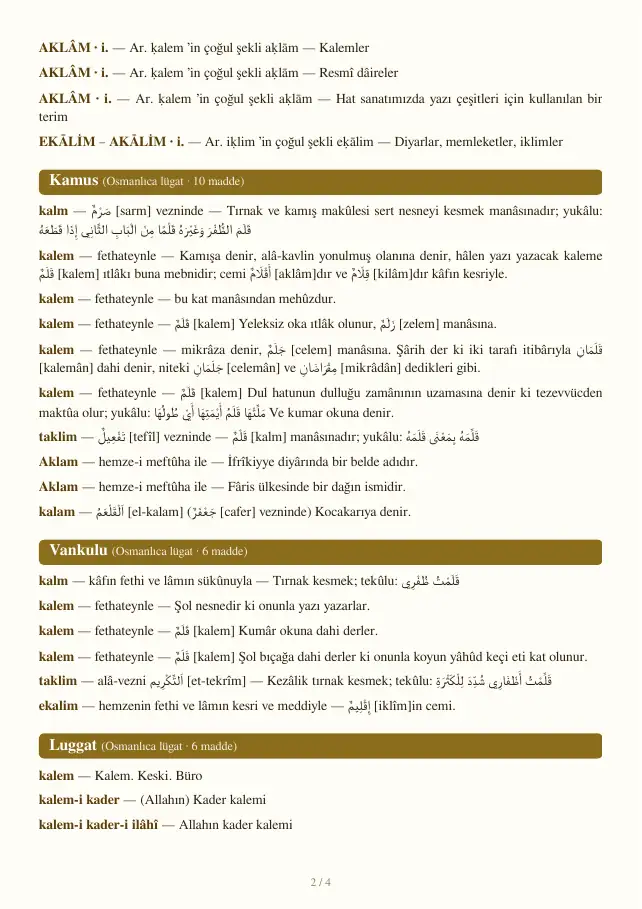 AKLÂM · i. — Ar. ḳalem ’in çoğul şekli aḳlām — Kalemler
AKLÂM · i. — Ar. ḳalem ’in çoğul şekli aḳlām — Resmî dâireler
AKLÂM · i. — Ar. ḳalem ’in çoğul şekli aḳlām — Hat sanatımızda yazı çeşitleri için kullanılan bir
terim
EKĀLİM – AKĀLİM · i. — Ar. iḳlim ’in çoğul şekli eḳālim — Diyarlar, memleketler, iklimler
Kamus (Osmanlıca lügat · 10 madde)
kalm — صَرْمٌ [sarm] vezninde — Tırnak ve kamış makûlesi sert nesneyi kesmek manâsınadır; yukâlu:
قَلَمَ الظُّفْرَ وَغَيْرَهُ قَلْمًا مِنَ الْبَابِ الثَّانِي إِذَا قَطَعَهُ
kalem — fethateynle — Kamışa denir, alâ-kavlin yonulmuş olanına denir, hâlen yazı yazacak kaleme
قَلَمٌ [kalem] ıtlâkı buna mebnidir; cemi أَقْلَامٌ [aklâm]dır ve قِلَامٌ [kilâm]dır kâfın kesriyle.
kalem — fethateynle — bu kat manâsından mehûzdur.
kalem — fethateynle — قَلَمٌ [kalem] Yeleksiz oka ıtlâk olunur, زَلَمٌ [zelem] manâsına.
kalem — fethateynle — mikrâza denir, جَلَمٌ [celem] manâsına. Şârih der ki iki tarafı itibârıyla قَلَمَانِ
[kalemân] dahi denir, niteki جَلَمَانِ [celemân] ve مِقْرَاضَانِ [mikrâdân] dedikleri gibi.
kalem — fethateynle — قَلَمٌ [kalem] Dul hatunun dulluğu zamânının uzamasına denir ki tezevvücden
maktûa olur; yukâlu: مَلَّتْهَا قَلَمُ أَيْمَتِهَا أَيْ طُولُهَا Ve kumar okuna denir.
taklim — تَفْعِيلٌ [tefîl] vezninde — قَلْمٌ [kalm] manâsınadır; yukâlu: قَلَّمَهُ بِمَعْنَى قَلَمَهُ
Aklam — hemze-i meftûha ile — İfrîkiyye diyârında bir belde adıdır.
Aklam — hemze-i meftûha ile — Fâris ülkesinde bir dağın ismidir.
kalam — اَلْقَلْعَمُ [el-kalam] (جَعْفَرٌ [cafer] vezninde) Kocakarıya denir.
Vankulu (Osmanlıca lügat · 6 madde)
kalm — kâfın fethi ve lâmın sükûnuyla — Tırnak kesmek; tekûlu: قَلَمْتُ ظُفْرِي
kalem — fethateynle — Şol nesnedir ki onunla yazı yazarlar.
kalem — fethateynle — قَلَمٌ [kalem] Kumâr okuna dahi derler.
kalem — fethateynle — قَلَمٌ [kalem] Şol bıçağa dahi derler ki onunla koyun yâhûd keçi eti kat olunur.
taklim — alâ-vezni اَلتَّكْرِيم [et-tekrîm] — Kezâlik tırnak kesmek; tekûlu: قَلَّمْتُ أَظْفَارِي شُدِّدَ لِلْكَثْرَةِ
ekalim — hemzenin fethi ve lâmın kesri ve meddiyle — إِقْلِيمٌ [iklîm]in cemi.
Luggat (Osmanlıca lügat · 6 madde)
kalem — Kalem. Keski. Büro
kalem-i kader — (Allahın) Kader kalemi
kalem-i kader-i ilâhî — Allahın kader kalemi
2 / 4